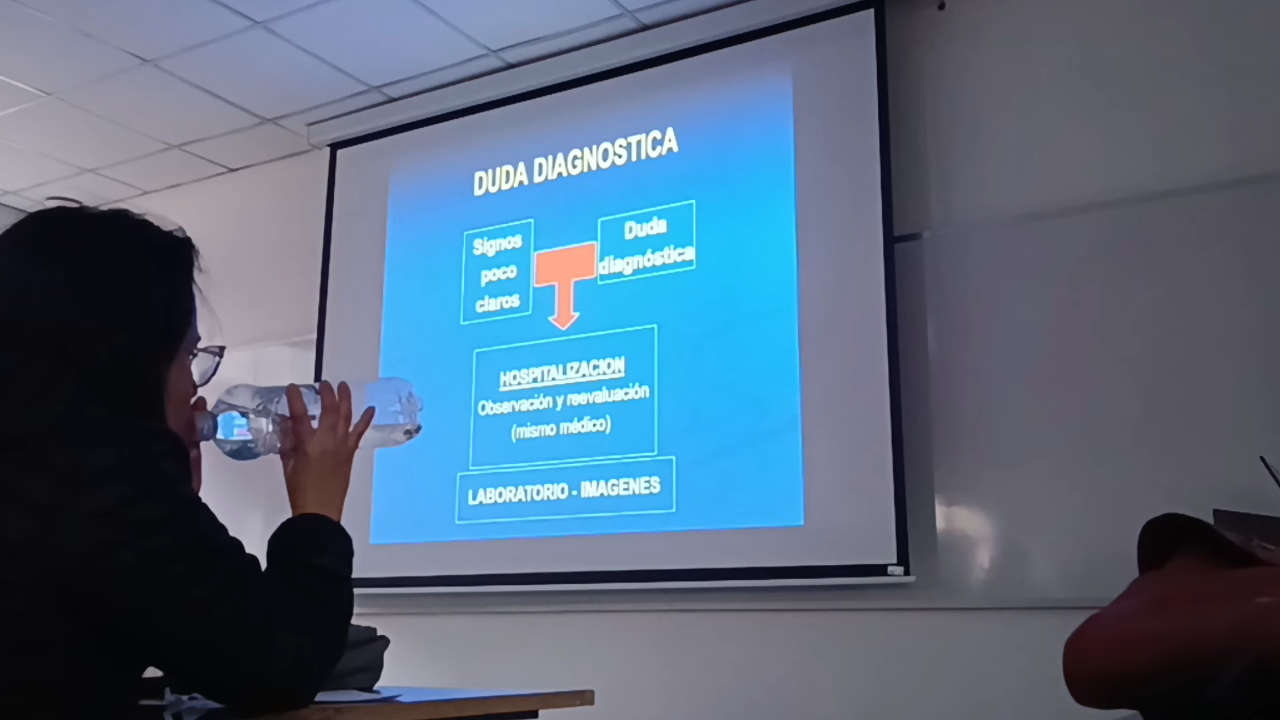 DUDA DIAGNOSTICA
Signos
poco
claros
Duda
diagnóstica
HOSPITALIZACION
Observación y reevaluación
(mismo médico)
LABORATORIO - IMAGENES